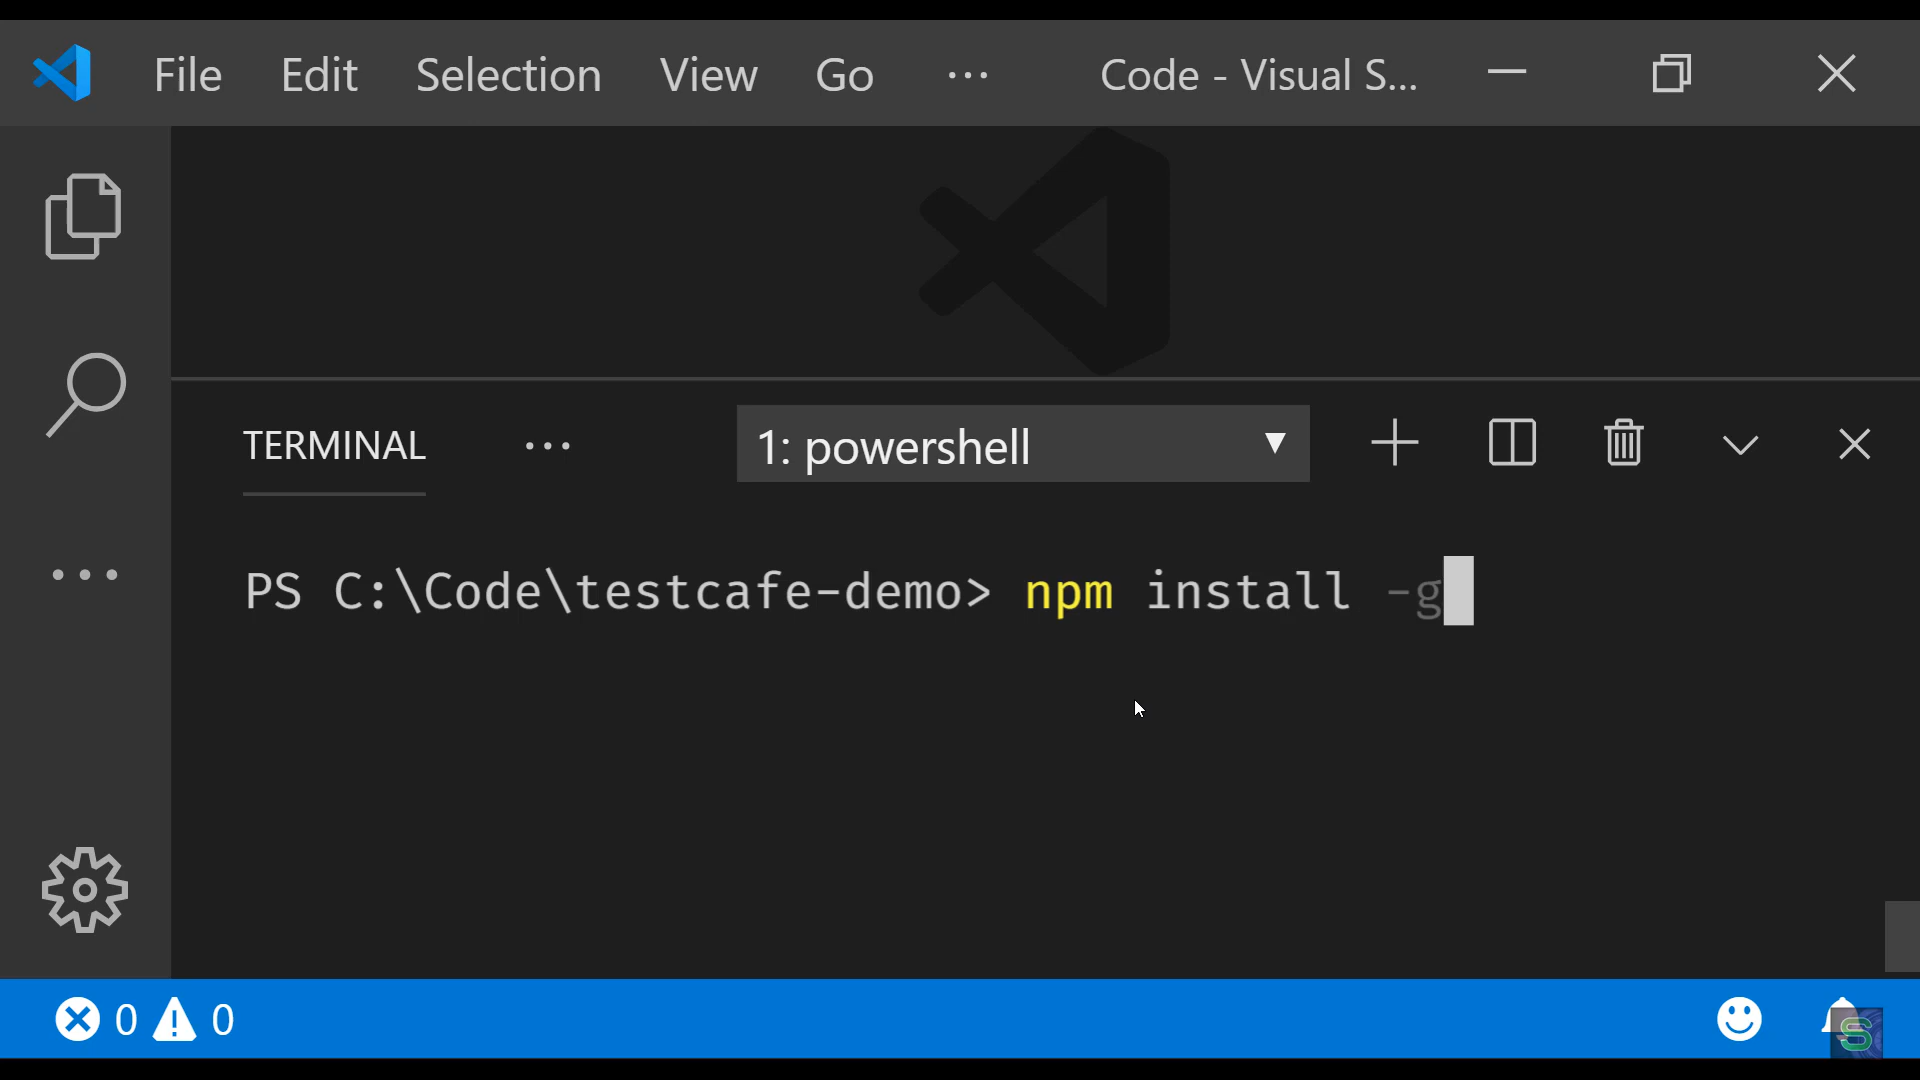 File Edit Selection View Go ... Code - Visual S...
TERMINAL ... 1: powershell
PS C:\Code\testcafe-demo> npm install -g
0 0
S